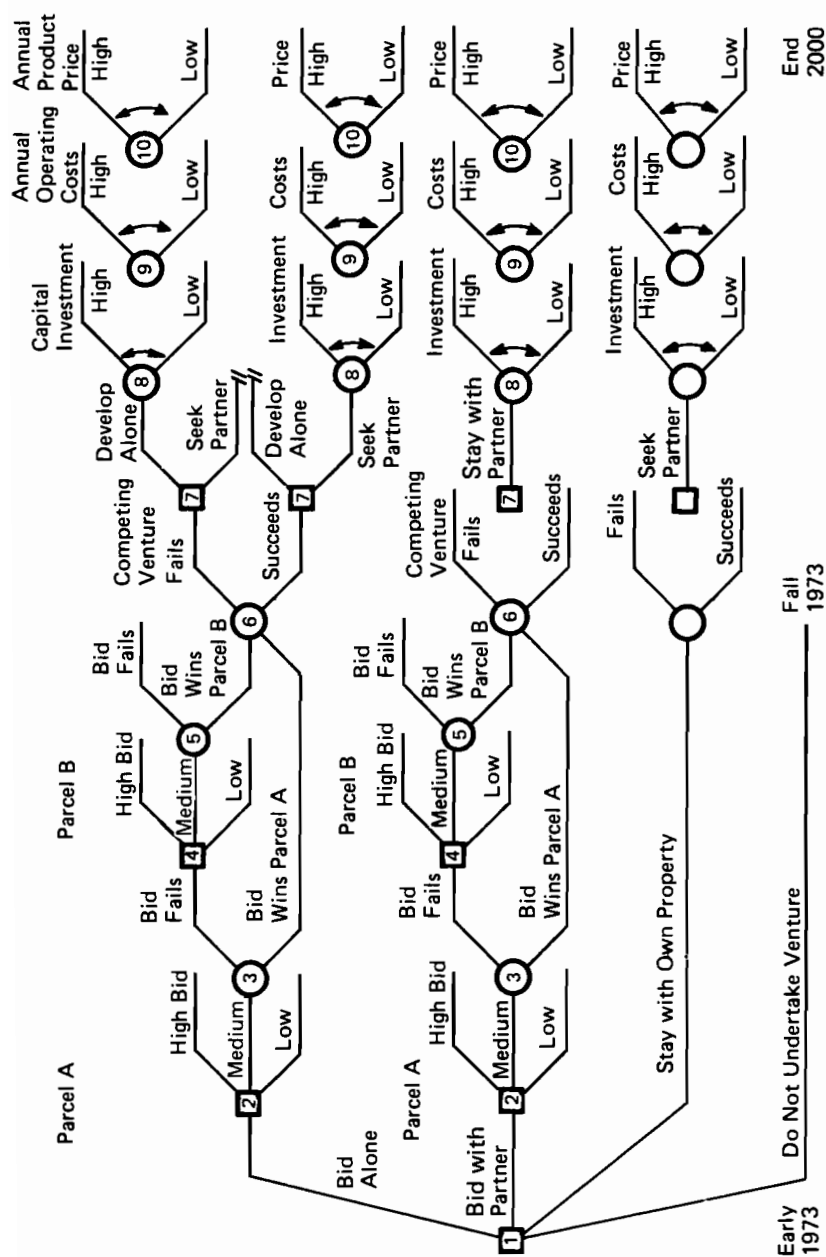 Parcel A
Parcel B
Capital
Investment
Annual
Operating
Costs
Annual
Product
Price
High Bid
Medium
Low
Bid
Fails
Bid
Wins Parcel A
High Bid
Medium
Low
Bid
Fails
Bid
Wins
Parcel B
Competing
Venture
Fails
Succeeds
Develop
Alone
Seek
Partner
Develop
Alone
Seek
Partner
High
Low
High
Low
High
Low
Investment
High
Low
Costs
High
Low
Price
High
Low
2
3
4
5
6
7
7
8
9
10
8
9
10
Bid
Alone
Parcel A
Parcel B
Bid with
Partner
High Bid
Medium
Low
Bid
Fails
Bid
Wins Parcel A
High Bid
Medium
Low
Bid
Fails
Bid
Wins
Parcel B
Competing
Venture
Fails
Succeeds
Stay with
Partner
Investment
High
Low
Costs
High
Low
Price
High
Low
1
2
3
4
5
6
7
8
9
10
Stay with Own Property
Fails
Succeeds
Seek
Partner
Investment
High
Low
Costs
High
Low
Price
High
Low
Do Not Undertake Venture
Early
1973
Fall
1973
End
2000